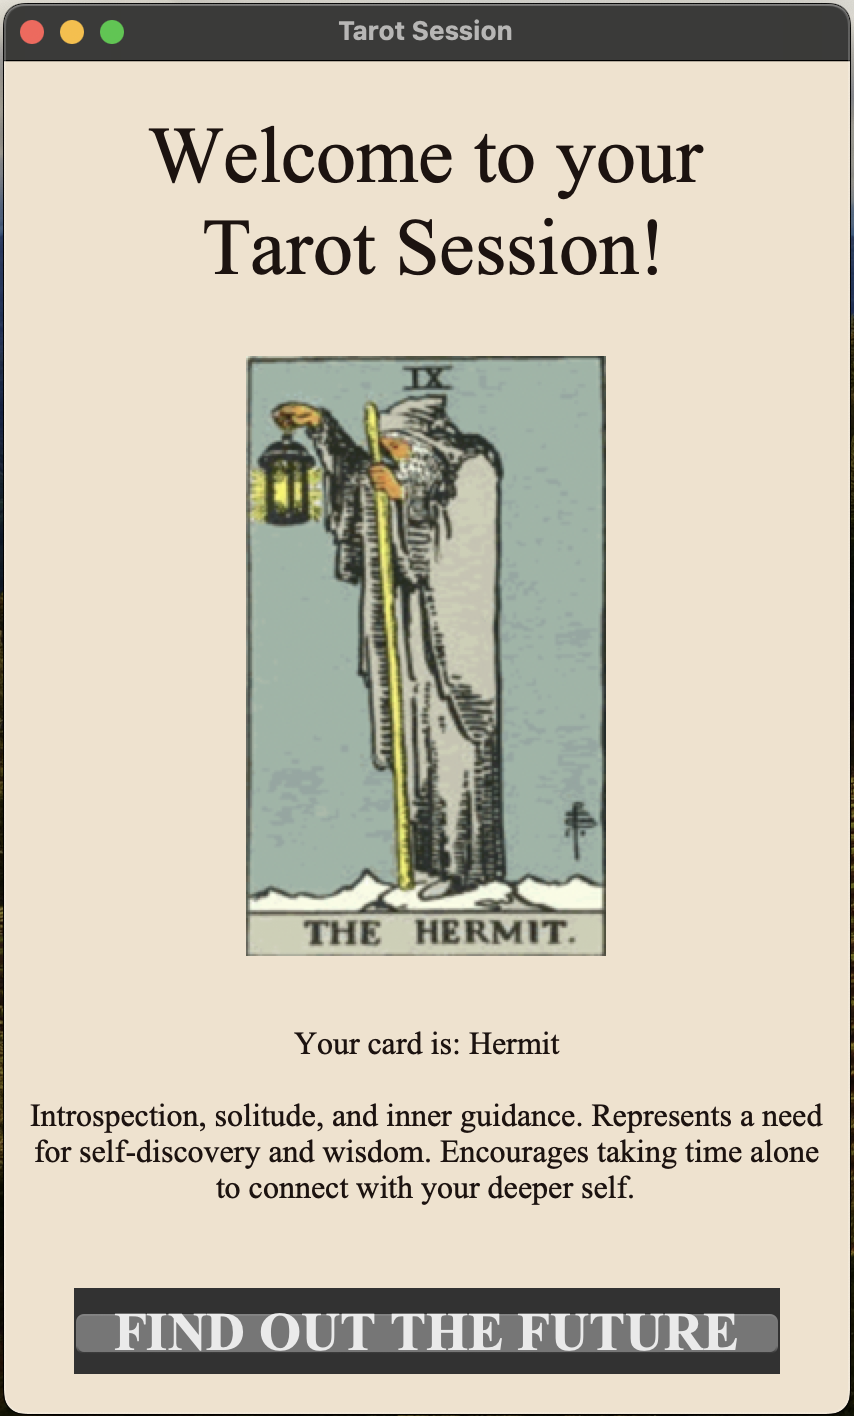 Tarot Session
Welcome to your
Tarot Session!
IX
THE HERMIT.
Your card is: Hermit
Introspection, solitude, and inner guidance. Represents a need
for self-discovery and wisdom. Encourages taking time alone
to connect with your deeper self.
FIND OUT THE FUTURE